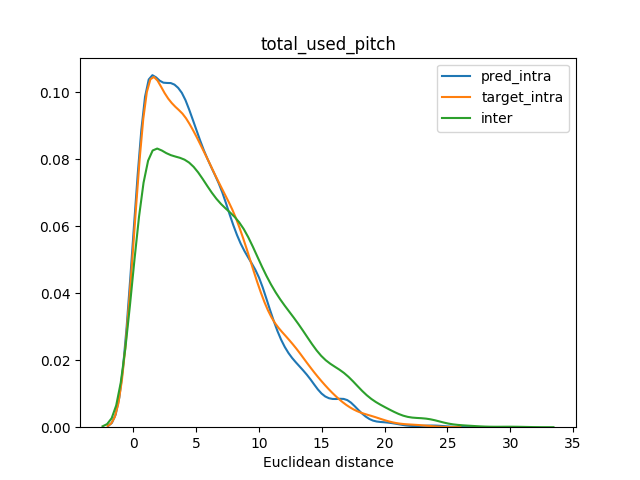 total_used_pitch
pred_intra
target_intra
inter
0.10
0.08
0.06
0.04
0.02
0.00
0 5 10 15 20 25 30 35
Euclidean distance